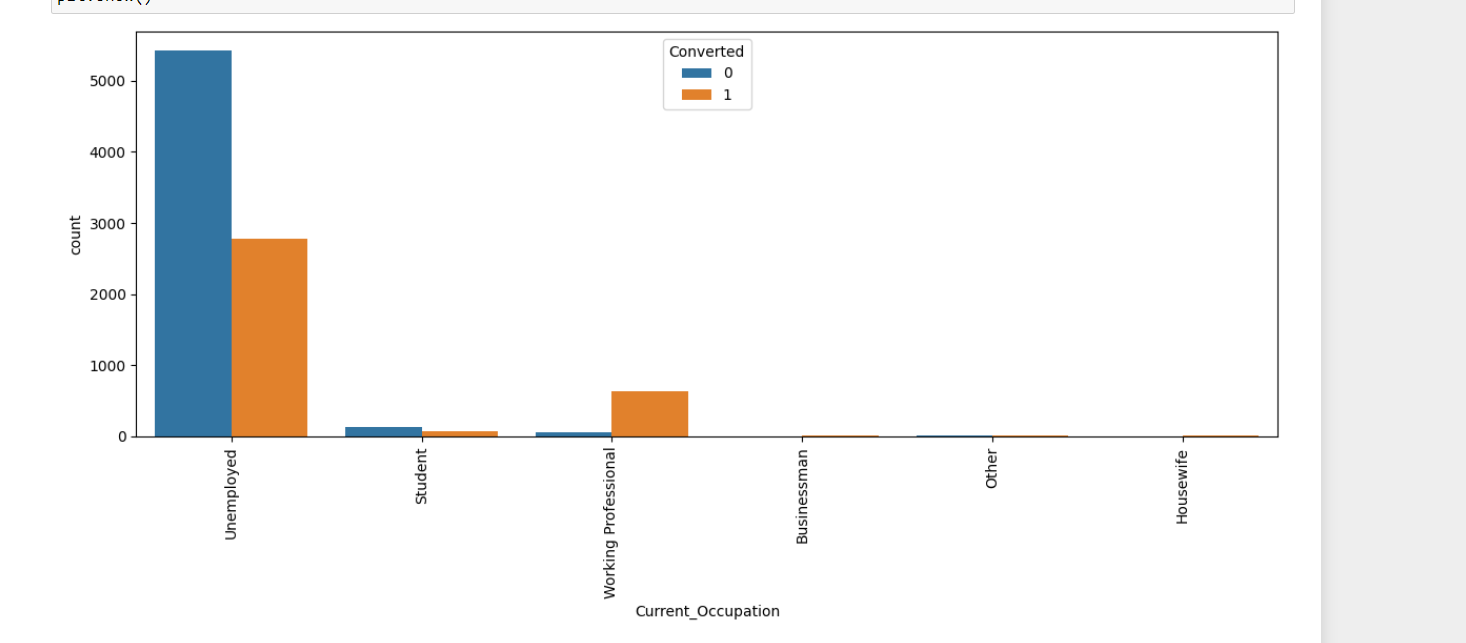 Converted
0
1
5000
4000
3000
2000
1000
0
count
Unemployed
Student
Working Professional
Businessman
Other
Housewife
Current_Occupation